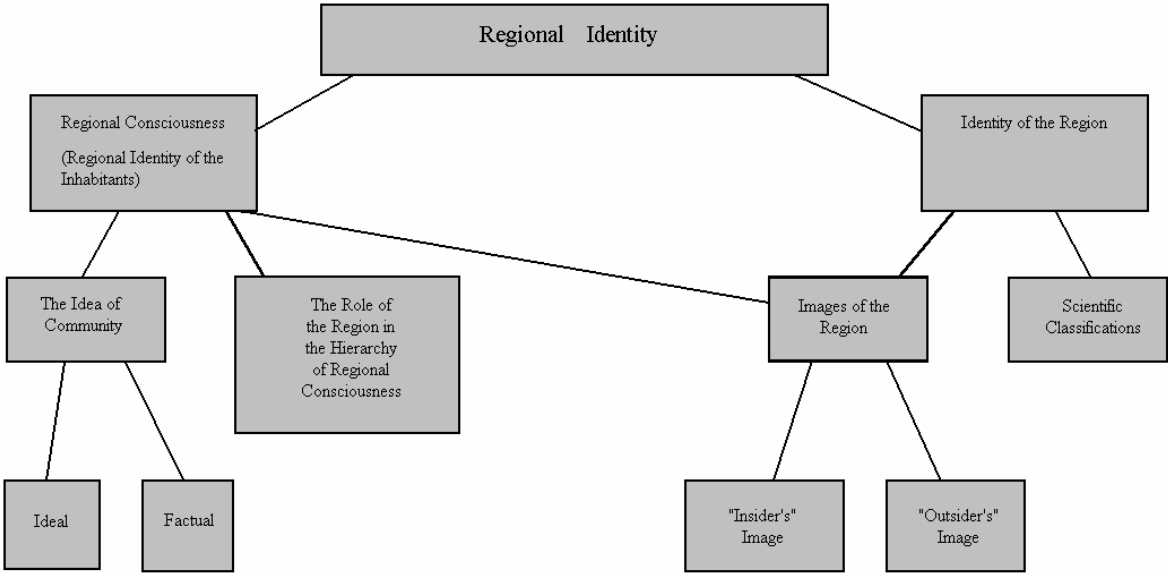 Regional Identity
Regional Consciousness
(Regional Identity of the
Inhabitants)
Identity of the Region
The Idea of
Community
The Role of
the Region in
the Hierarchy
of Regional
Consciousness
Images of the
Region
Scientific
Classifications
Ideal
Factual
"Insider's"
Image
"Outsider's"
Image